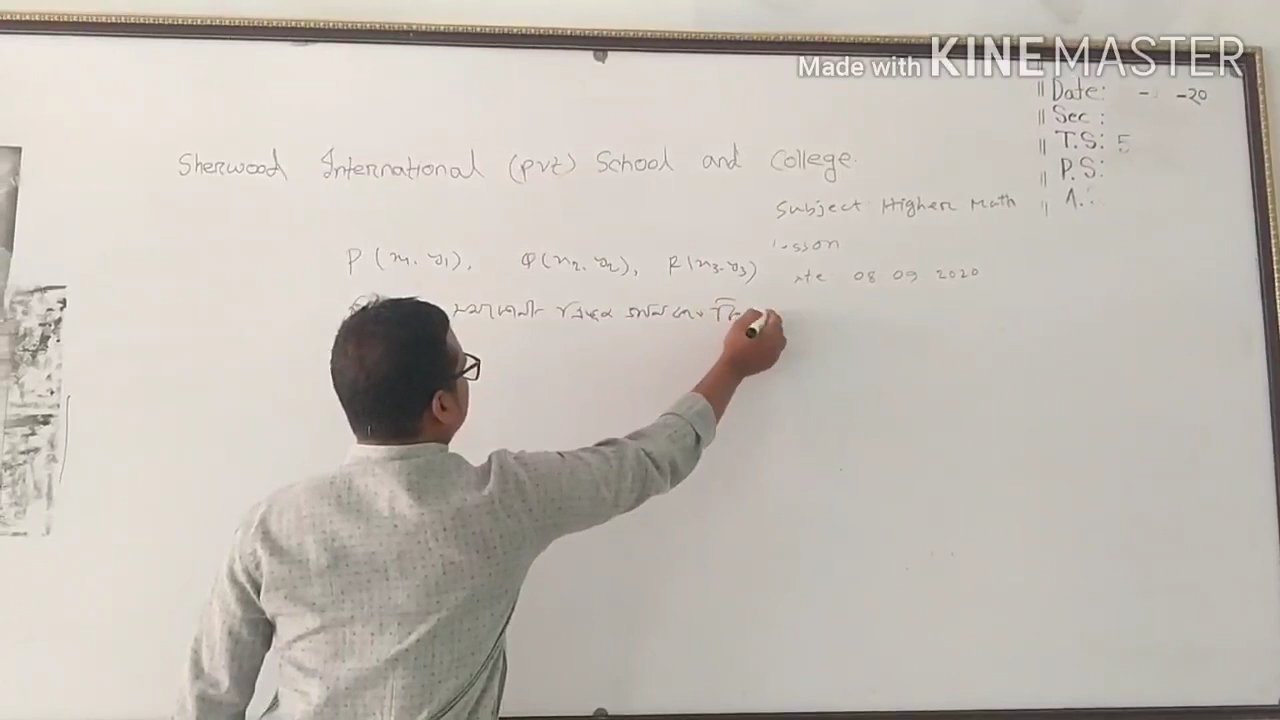 Made with KINEMASTER
|| Date: - -20
|| Sec :
|| T.S: 5
|| P.S:
|| A.:
Sherwood International (pvt) School and College.
Subject Higher Math
lesson
ate 08 09 2020
P (x₁. y₁), Q(x₂. y₂), R(x₃. y₃)